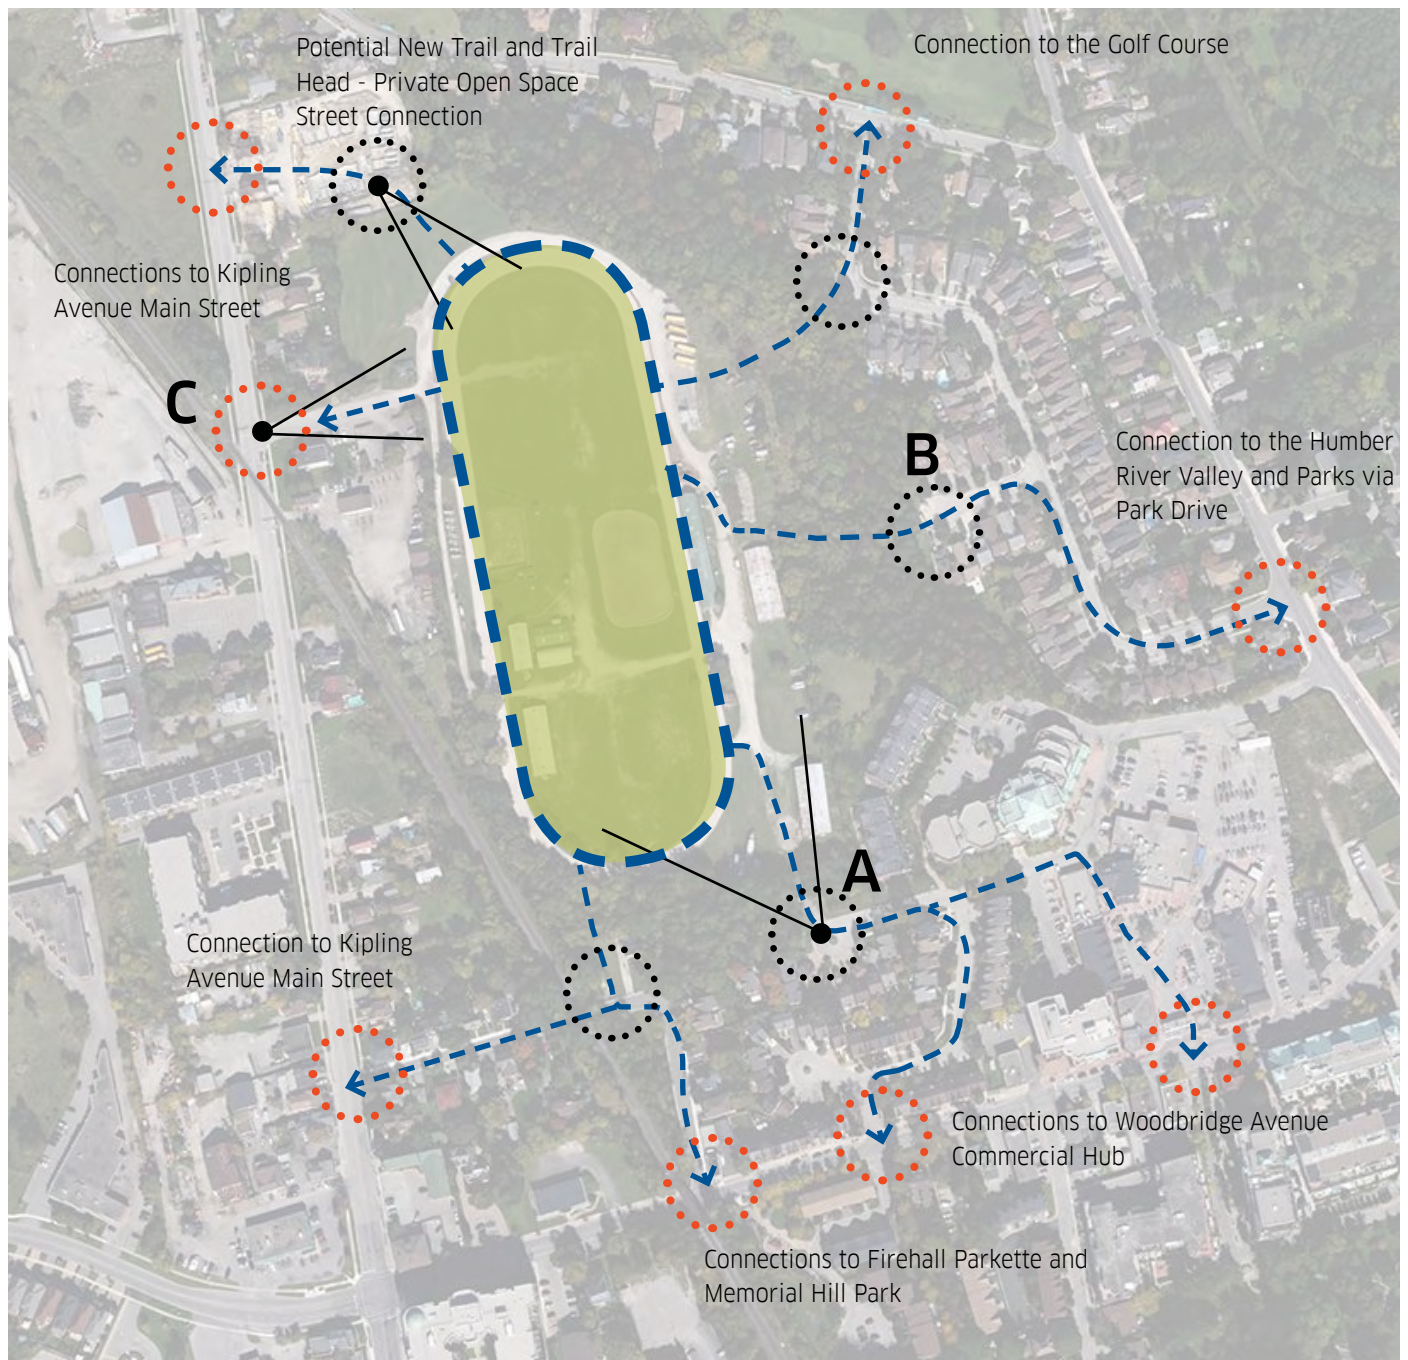 Potential New Trail and Trail
Head - Private Open Space
Street Connection
Connection to the Golf Course
Connections to Kipling
Avenue Main Street
C
B
Connection to the Humber
River Valley and Parks via
Park Drive
A
Connection to Kipling
Avenue Main Street
Connections to Woodbridge Avenue
Commercial Hub
Connections to Firehall Parkette and
Memorial Hill Park